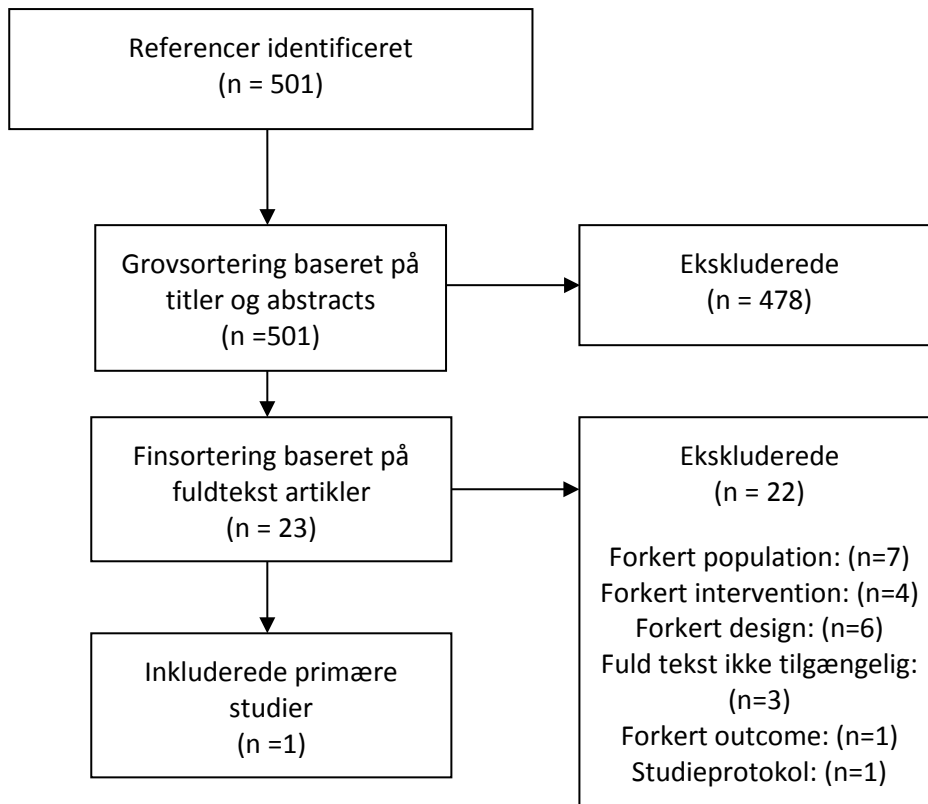 Referencer identificeret
(n = 501)
Grovsortering baseret på
titler og abstracts
(n =501)
Ekskluderede
(n = 478)
Finsortering baseret på
fuldtekst artikler
(n = 23)
Ekskluderede
(n = 22)
Forkert population: (n=7)
Forkert intervention: (n=4)
Forkert design: (n=6)
Fuld tekst ikke tilgængelig:
(n=3)
Forkert outcome: (n=1)
Studieprotokol: (n=1)
Inkluderede primære
studier
(n =1)